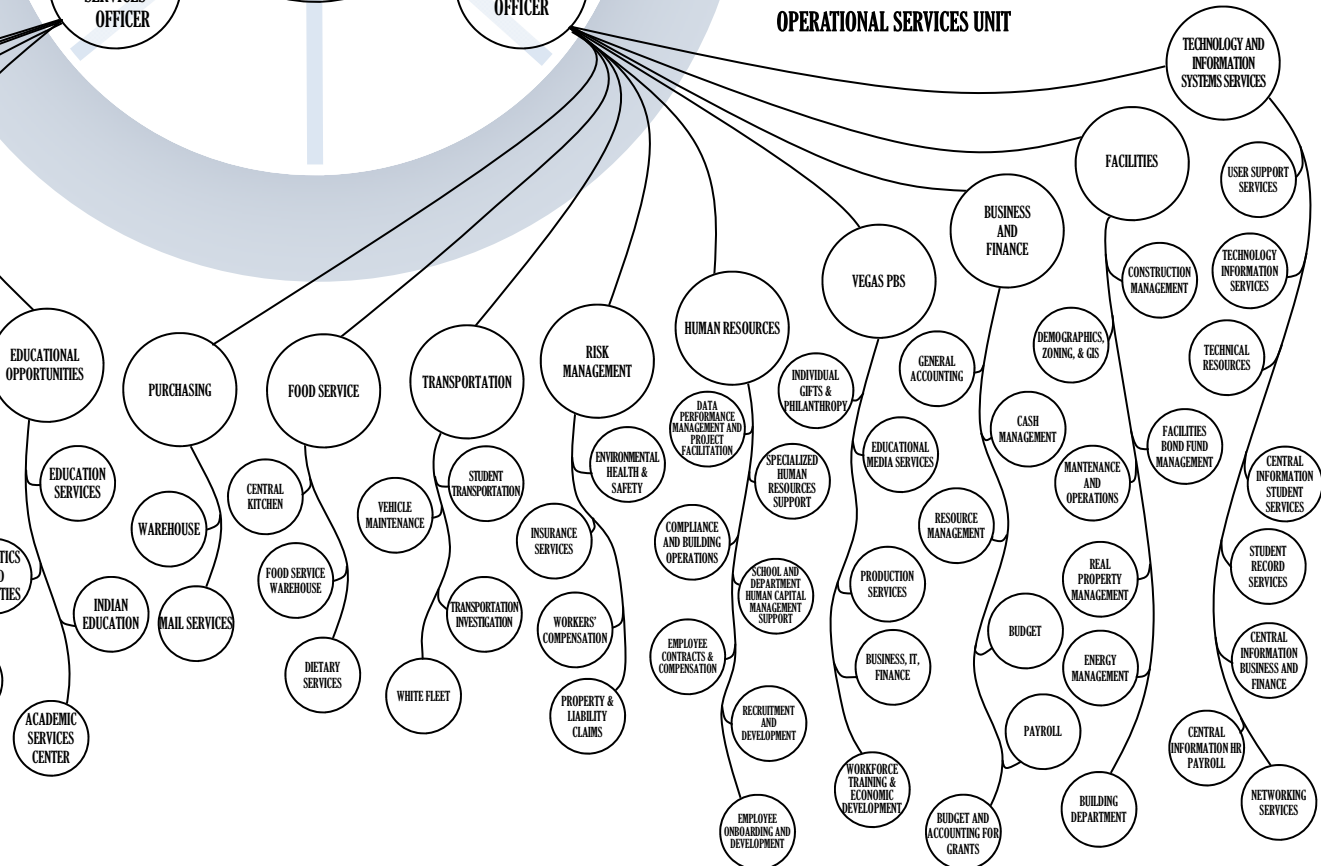 SERVICES
OFFICER
OFFICER
OPERATIONAL SERVICES UNIT
TECHNOLOGY AND
INFORMATION
SYSTEMS SERVICES
FACILITIES
USER SUPPORT
SERVICES
BUSINESS
AND
FINANCE
CONSTRUCTION
MANAGEMENT
TECHNOLOGY
INFORMATION
SERVICES
VEGAS PBS
HUMAN RESOURCES
DEMOGRAPHICS,
ZONING, & GIS
TECHNICAL
RESOURCES
EDUCATIONAL
OPPORTUNITIES
PURCHASING
FOOD SERVICE
TRANSPORTATION
RISK
MANAGEMENT
INDIVIDUAL
GIFTS &
PHILANTHROPY
GENERAL
ACCOUNTING
DATA
PERFORMANCE
MANAGEMENT AND
PROJECT
FACILITATION
CASH
MANAGEMENT
FACILITIES
BOND FUND
MANAGEMENT
EDUCATION
SERVICES
CENTRAL
KITCHEN
STUDENT
TRANSPORTATION
ENVIRONMENTAL
HEALTH &
SAFETY
SPECIALIZED
HUMAN
RESOURCES
SUPPORT
EDUCATIONAL
MEDIA SERVICES
MANTENANCE
AND
OPERATIONS
CENTRAL
INFORMATION
STUDENT
SERVICES
WAREHOUSE
VEHICLE
MAINTENANCE
INSURANCE
SERVICES
COMPLIANCE
AND BUILDING
OPERATIONS
RESOURCE
MANAGEMENT
TICS
TIES
FOOD SERVICE
WAREHOUSE
SCHOOL AND
DEPARTMENT
HUMAN CAPITAL
MANAGEMENT
SUPPORT
PRODUCTION
SERVICES
REAL
PROPERTY
MANAGEMENT
STUDENT
RECORD
SERVICES
INDIAN
EDUCATION
MAIL SERVICES
TRANSPORTATION
INVESTIGATION
WORKERS'
COMPENSATION
EMPLOYEE
CONTRACTS &
COMPENSATION
BUSINESS, IT,
FINANCE
BUDGET
ENERGY
MANAGEMENT
CENTRAL
INFORMATION
BUSINESS AND
FINANCE
DIETARY
SERVICES
WHITE FLEET
PROPERTY &
LIABILITY
CLAIMS
RECRUITMENT
AND
DEVELOPMENT
PAYROLL
CENTRAL
INFORMATION HR
PAYROLL
ACADEMIC
SERVICES
CENTER
WORKFORCE
TRAINING &
ECONOMIC
DEVELOPMENT
BUILDING
DEPARTMENT
NETWORKING
SERVICES
EMPLOYEE
ONBOARDING AND
DEVELOPMENT
BUDGET AND
ACCOUNTING FOR
GRANTS